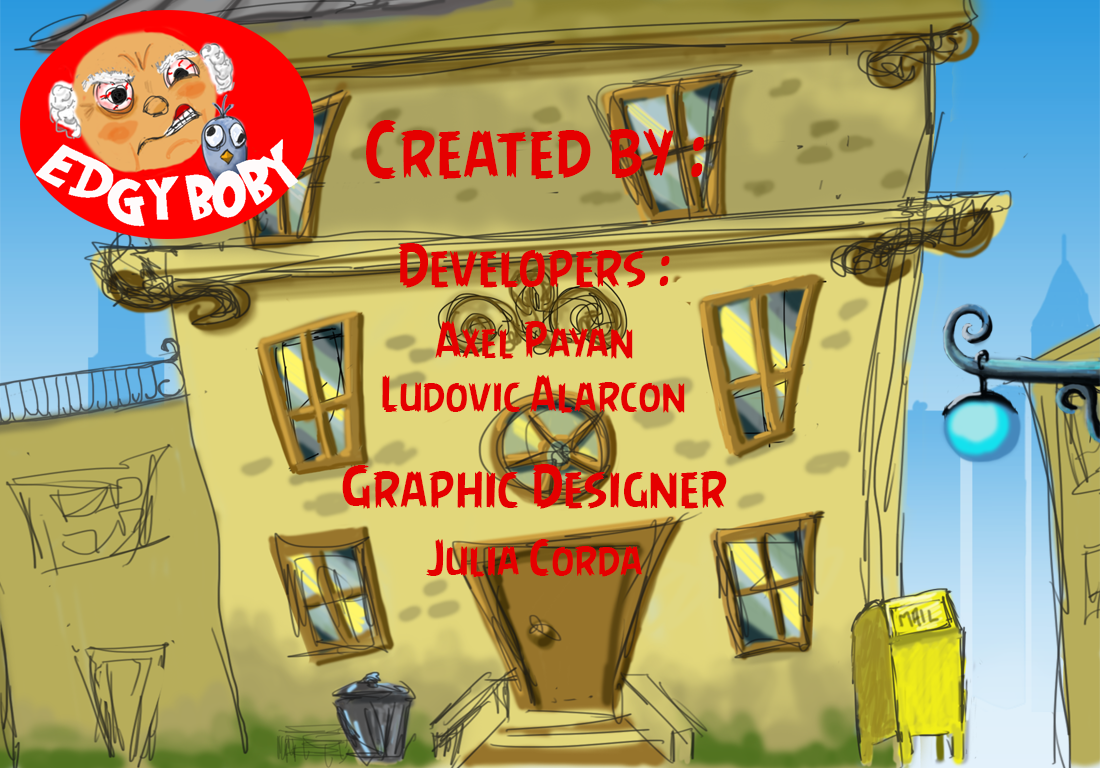 EDGY BOBY
CREATED BY :
DEVELOPERS :
AXEL PAYAN
LUDOVIC ALARCON
GRAPHIC DESIGNER
JULIA CORDA
MAIL